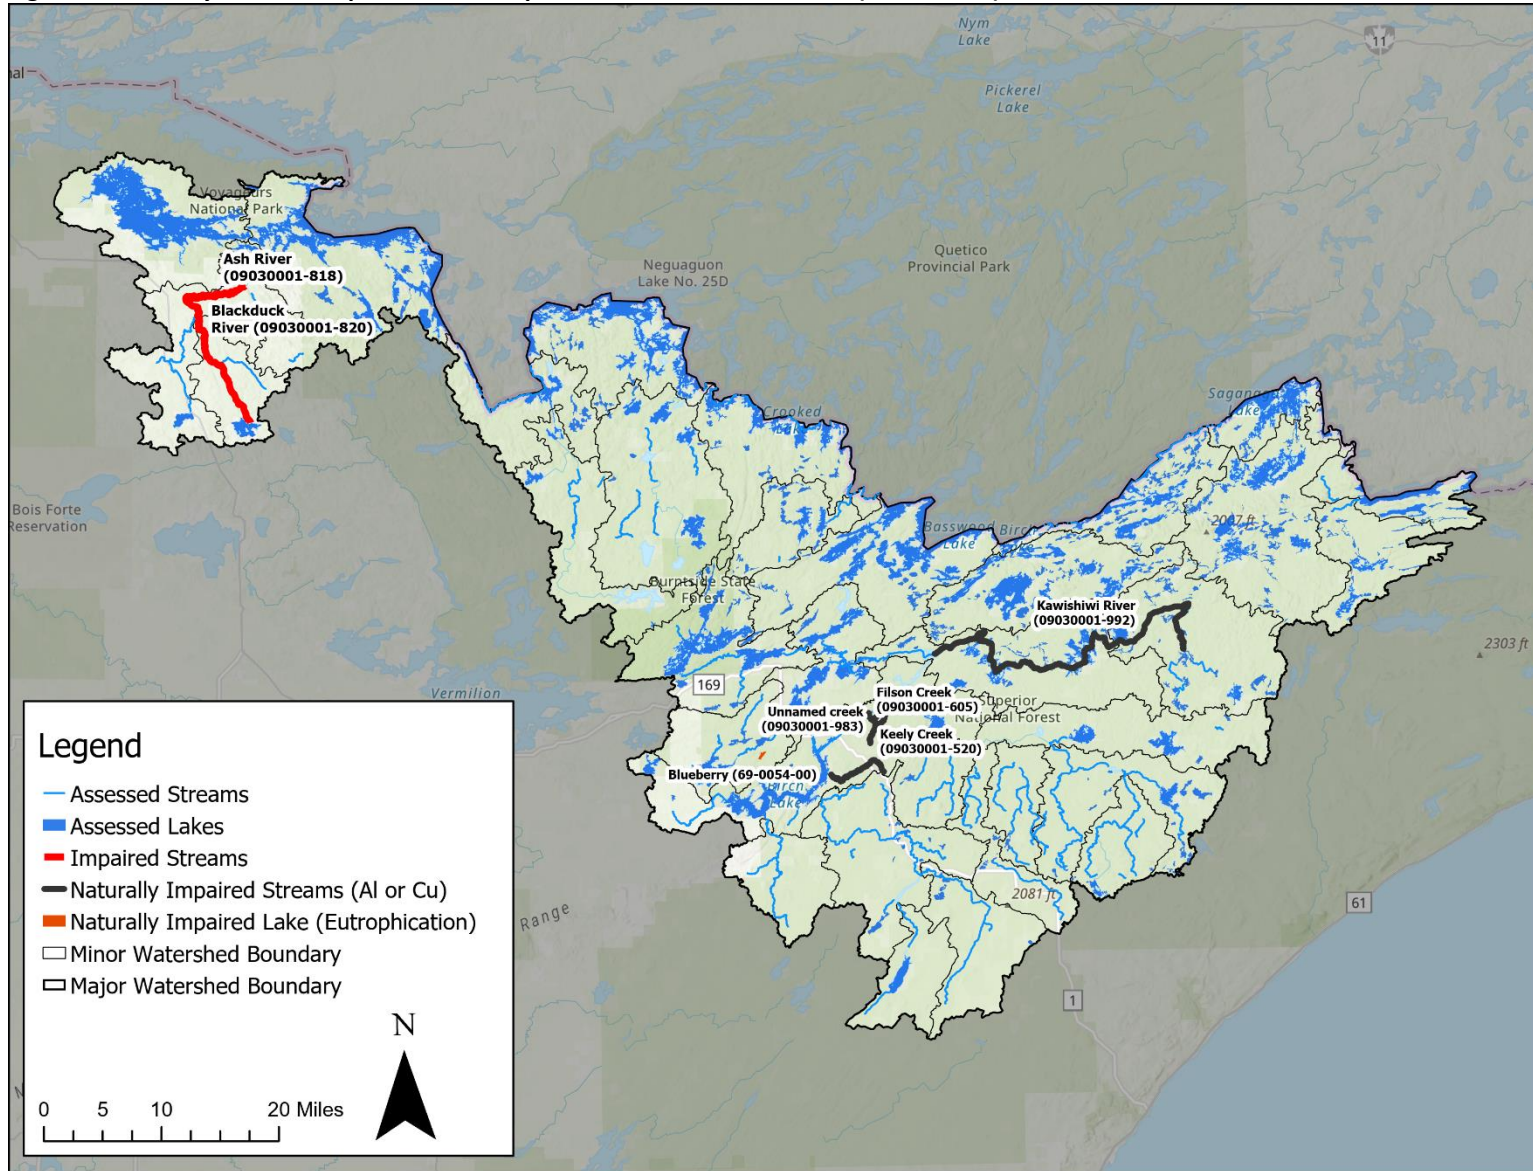 Nym
Lake
11
nal
Pickerel
Lake
Voyageurs
National Park
Quetico
Provincial Park
Neguaguon
Lake No. 25D
Ash River
(09030001-818)
Blackduck
River (09030001-820)
Saganaga
Lake
Crooked
Lake
Bois Forte
Reservation
Basswood
Lake
Birch
2007 ft
Burntside State
Forest
Kawishiwi River
(09030001-992)
2303 ft
169
Vermilion
Filson Creek
(09030001-605)
Superior
National Forest
Unnamed creek
(09030001-983)
Keely Creek
(09030001-520)
Blueberry (69-0054-00)
Birch
Lake
2081 ft
Range
61
1
Legend
Assessed Streams
Assessed Lakes
Impaired Streams
Naturally Impaired Streams (Al or Cu)
Naturally Impaired Lake (Eutrophication)
Minor Watershed Boundary
Major Watershed Boundary
N
0 5 10 20 Miles